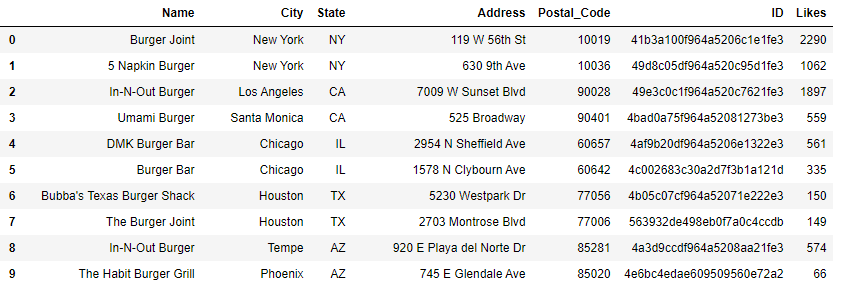 Name City State Address Postal_Code ID Likes
0 Burger Joint New York NY 119 W 56th St 10019 41b3a100f964a5206c1e1fe3 2290
1 5 Napkin Burger New York NY 630 9th Ave 10036 49d8c05df964a520c95d1fe3 1062
2 In-N-Out Burger Los Angeles CA 7009 W Sunset Blvd 90028 49e3c0c1f964a520c7621fe3 1897
3 Umami Burger Santa Monica CA 525 Broadway 90401 4bad0a75f964a52081273be3 559
4 DMK Burger Bar Chicago IL 2954 N Sheffield Ave 60657 4af9b20df964a5206e1322e3 561
5 Burger Bar Chicago IL 1578 N Clybourn Ave 60642 4c002683c30a2d7f3b1a121d 335
6 Bubba's Texas Burger Shack Houston TX 5230 Westpark Dr 77056 4b05c07cf964a52071e222e3 150
7 The Burger Joint Houston TX 2703 Montrose Blvd 77006 563932de498eb0f7a0c4ccdb 149
8 In-N-Out Burger Tempe AZ 920 E Playa del Norte Dr 85281 4a3d9ccdf964a5208aa21fe3 574
9 The Habit Burger Grill Phoenix AZ 745 E Glendale Ave 85020 4e6bc4edae609509560e72a2 66